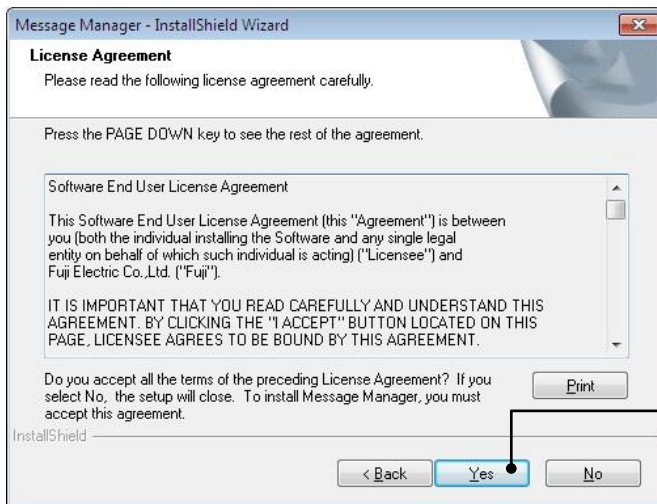 Message Manager - InstallShield Wizard
License Agreement
Please read the following license agreement carefully.
Press the PAGE DOWN key to see the rest of the agreement.
Software End User License Agreement
This Software End User License Agreement (this "Agreement") is between
you (both the individual installing the Software and any single legal
entity on behalf of which such individual is acting) ("Licensee") and
Fuji Electric Co.,Ltd. ("Fuji").
IT IS IMPORTANT THAT YOU READ CAREFULLY AND UNDERSTAND THIS
AGREEMENT. BY CLICKING THE "I ACCEPT" BUTTON LOCATED ON THIS
PAGE, LICENSEE AGREES TO BE BOUND BY THIS AGREEMENT.
Do you accept all the terms of the preceding License Agreement? If you
select No, the setup will close. To install Message Manager, you must
accept this agreement.
Print
InstallShield
< Back Yes No